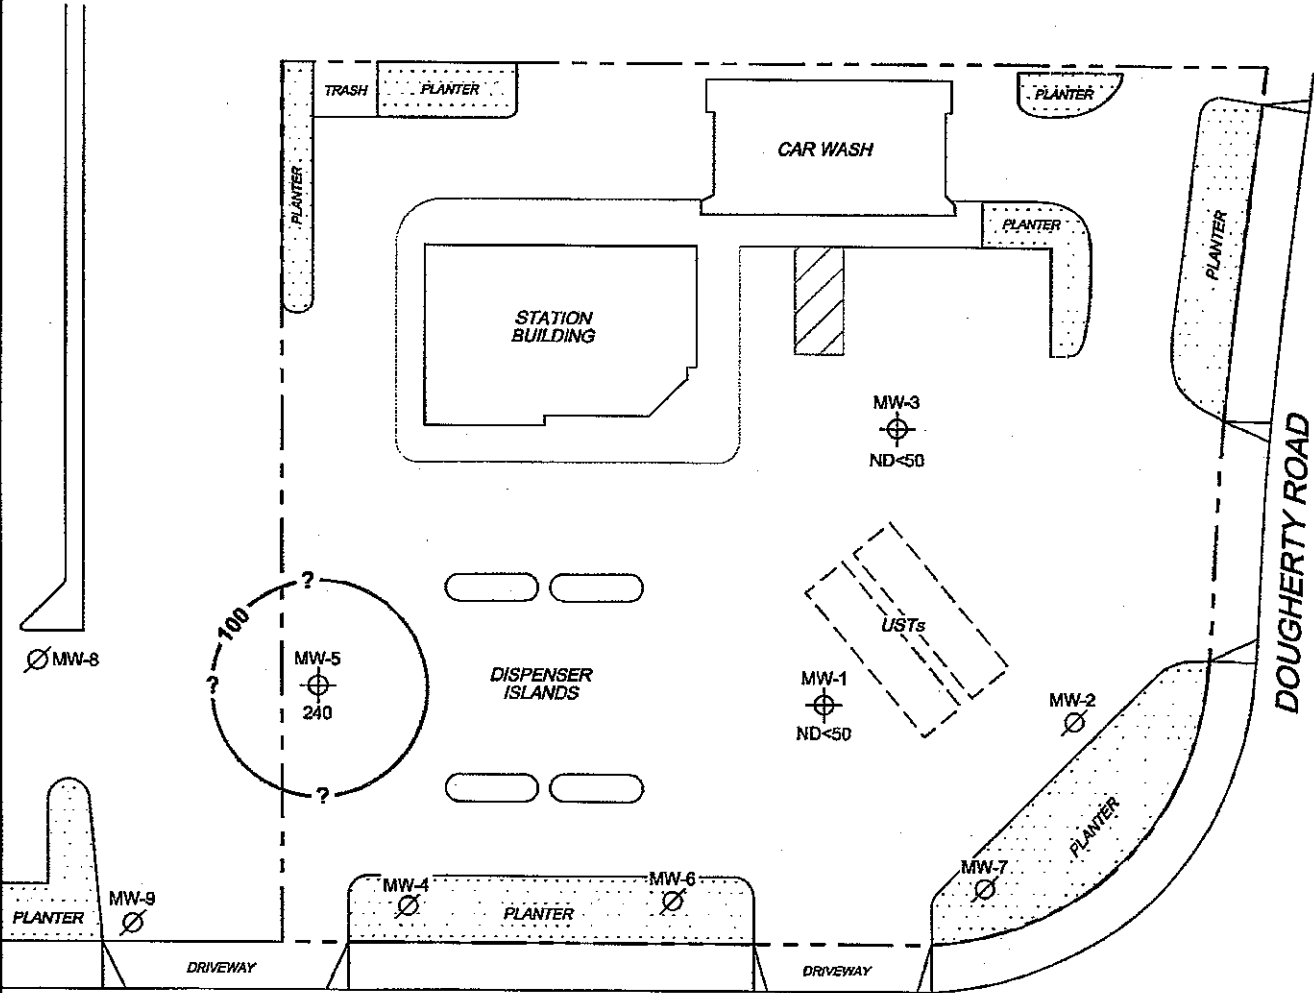 TRASH
PLANTER
PLANTER
CAR WASH
PLANTER
PLANTER
PLANTER
PLANTER
STATION
BUILDING
MW-3
ND<50
DOUGHERTY ROAD
?
100
USTs
MW-8
MW-5
?
240
DISPENSER
ISLANDS
MW-1
ND<50
MW-2
?
PLANTER
MW-7
MW-4
MW-6
MW-9
PLANTER
PLANTER
DRIVEWAY
DRIVEWAY